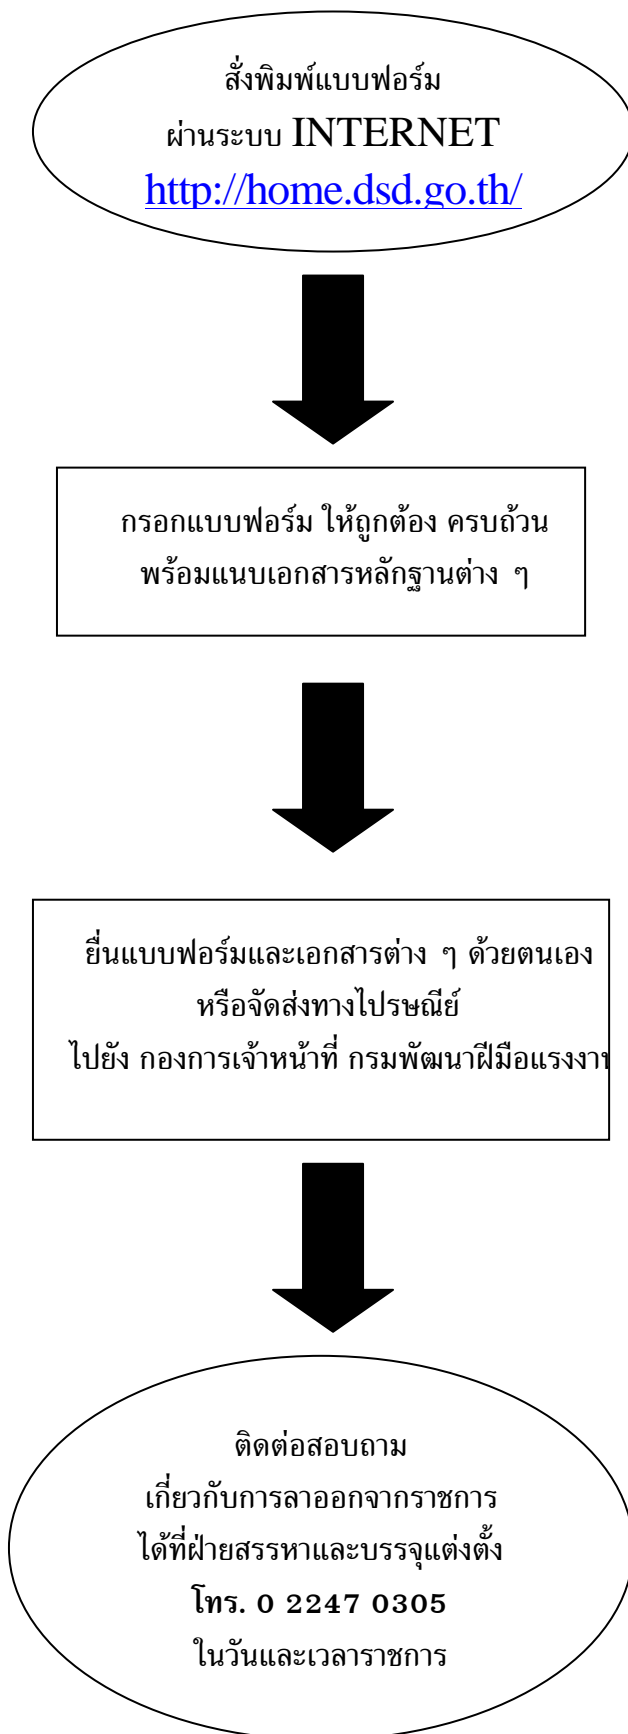 สั่งพิมพ์แบบฟอร์ม
ผ่านระบบ INTERNET
http://home.dsd.go.th/
กรอกแบบฟอร์ม ให้ถูกต้อง ครบถ้วน
พร้อมแนบเอกสารหลักฐานต่าง ๆ
ยื่นแบบฟอร์มและเอกสารต่าง ๆ ด้วยตนเอง
หรือจัดส่งทางไปรษณีย์
ไปยัง กองการเจ้าหน้าที่ กรมพัฒนาฝีมือแรงงาน
ติดต่อสอบถาม
เกี่ยวกับการลาออกจากราชการ
ได้ที่ฝ่ายสรรหาและบรรจุแต่งตั้ง
โทร. 0 2247 0305
ในวันและเวลาราชการ